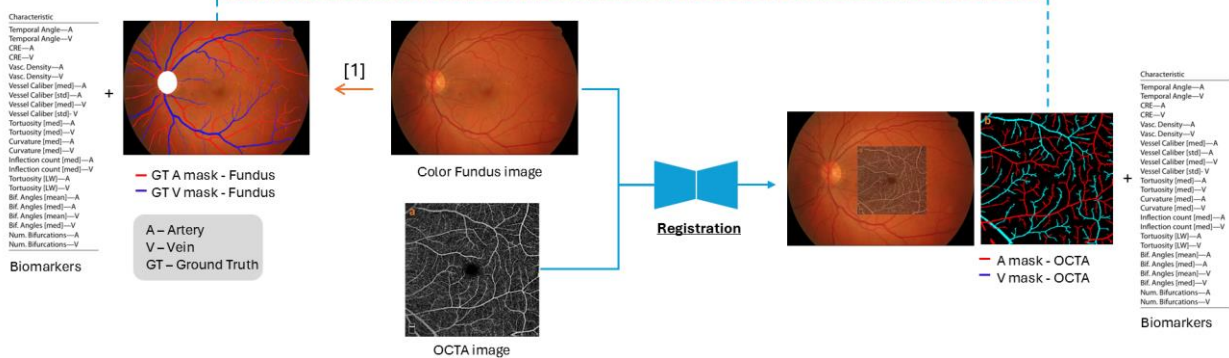 Characteristic
Temporal Angle—A
Temporal Angle—V
CRE—A
CRE—V
Vasc. Density—A
Vasc. Density—V
Vessel Caliber [med]—A
Vessel Caliber [std]—A
Vessel Caliber [med]—V
Vessel Caliber [std]- V
Tortuosity [med]—A
Tortuosity [med]—V
Curvature [med]—A
Curvature [med]—V
Inflection count [med]—A
Inflection count [med]—V
Tortuosity [LW]—A
Tortuosity [LW]—V
Bif. Angles [mean]—A
Bif. Angles [med]—A
Bif. Angles [mean]—V
Bif. Angles [med]—V
Num. Bifurcations—A
Num. Bifurcations—V
Biomarkers
+
GT A mask - Fundus
GT V mask - Fundus
A – Artery
V – Vein
GT – Ground Truth
[1]
Color Fundus image
a
OCTA image
Registration
b
A mask - OCTA
V mask - OCTA
+
Characteristic
Temporal Angle—A
Temporal Angle—V
CRE—A
CRE—V
Vasc. Density—A
Vasc. Density—V
Vessel Caliber [med]—A
Vessel Caliber [std]—A
Vessel Caliber [med]—V
Vessel Caliber [std]- V
Tortuosity [med]—A
Tortuosity [med]—V
Curvature [med]—A
Curvature [med]—V
Inflection count [med]—A
Inflection count [med]—V
Tortuosity [LW]—A
Tortuosity [LW]—V
Bif. Angles [mean]—A
Bif. Angles [med]—A
Bif. Angles [mean]—V
Bif. Angles [med]—V
Num. Bifurcations—A
Num. Bifurcations—V
Biomarkers